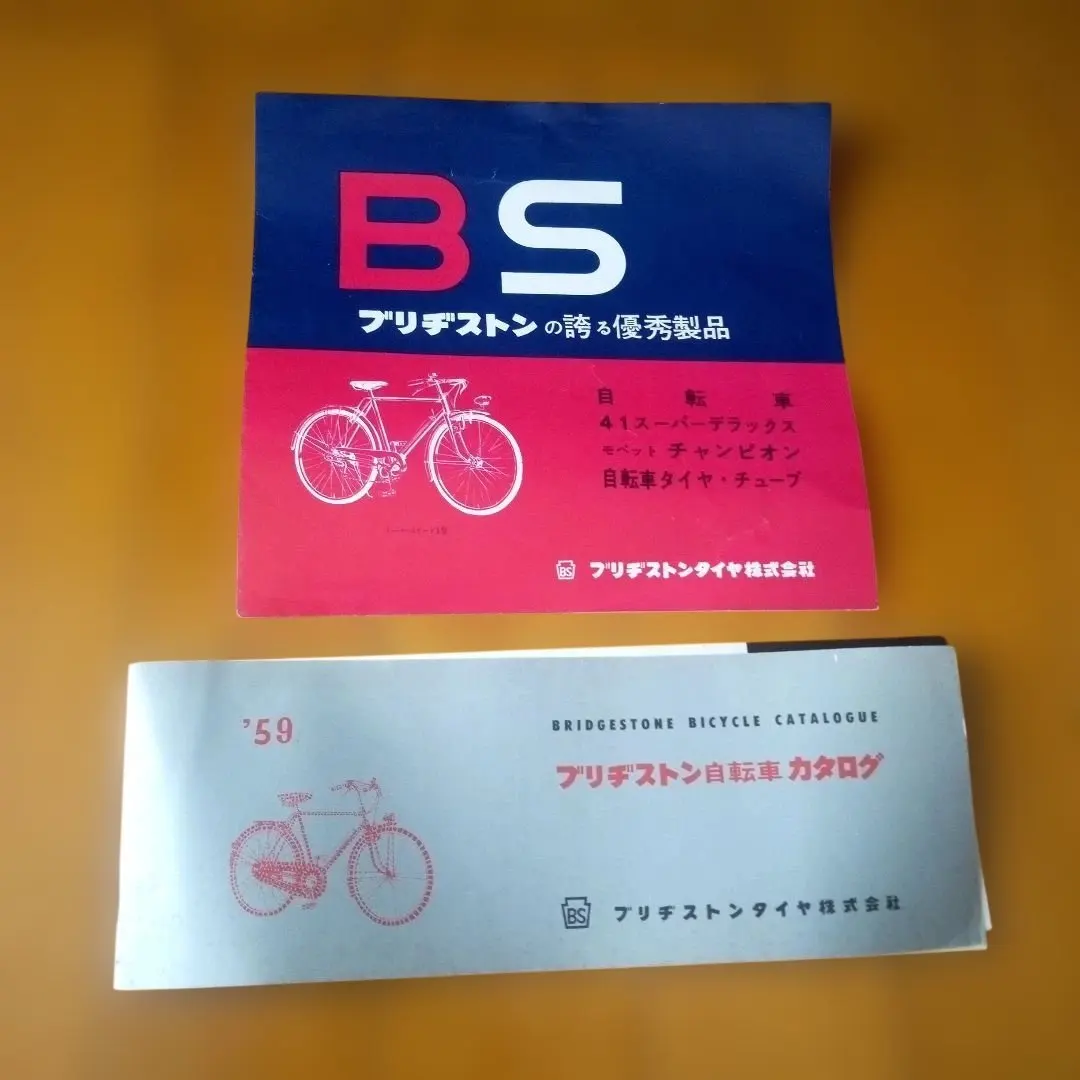 BS
ブリヂストンの誇る優秀製品
自転車
41スーパーデラックス
モペット チャンピオン
自転車タイヤ・チューブ
BS ブリヂストンタイヤ株式会社
'59
BRIDGESTONE BICYCLE CATALOGUE
ブリヂストン自転車 カタログ
BS ブリヂストンタイヤ株式会社